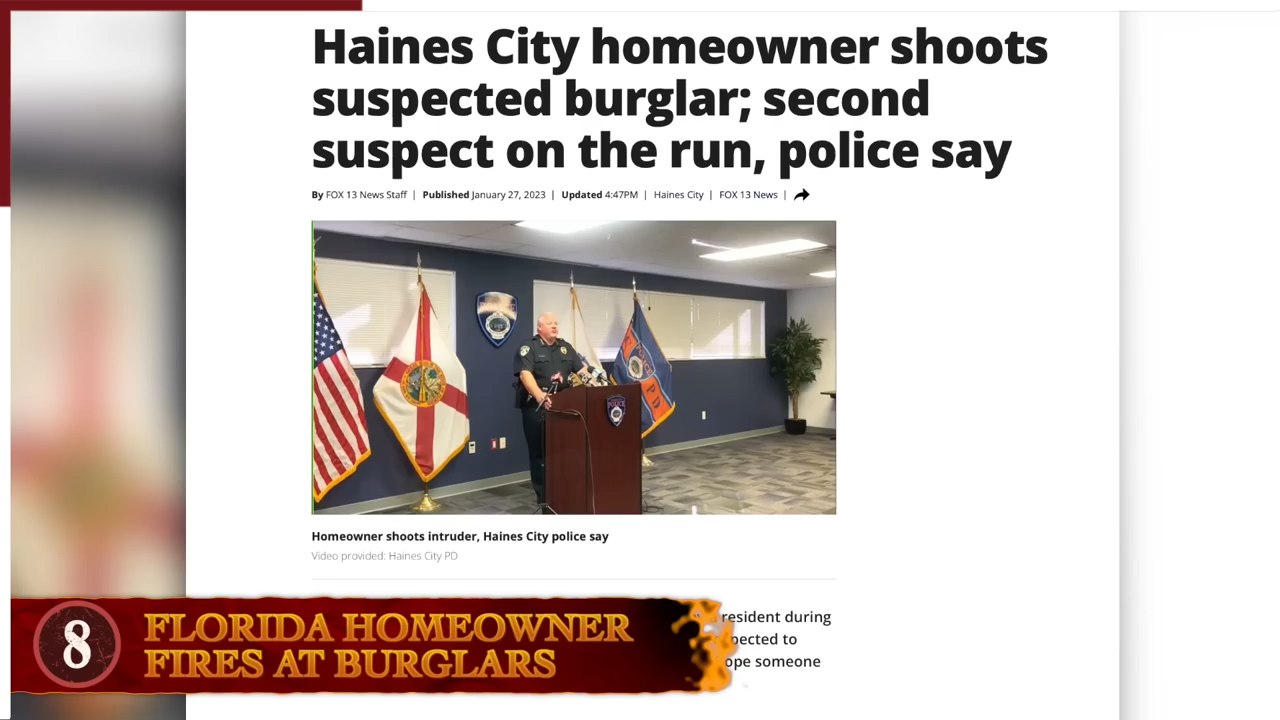 Haines City homeowner shoots
suspected burglar; second
suspect on the run, police say
By FOX 13 News Staff | Published January 27, 2023 | Updated 4:47PM | Haines City | FOX 13 News |
POLICE
Homeowner shoots intruder, Haines City police say
Video provided: Haines City PD
resident during
ope someone
8 FLORIDA HOMEOWNER
FIRES AT BURGLARS